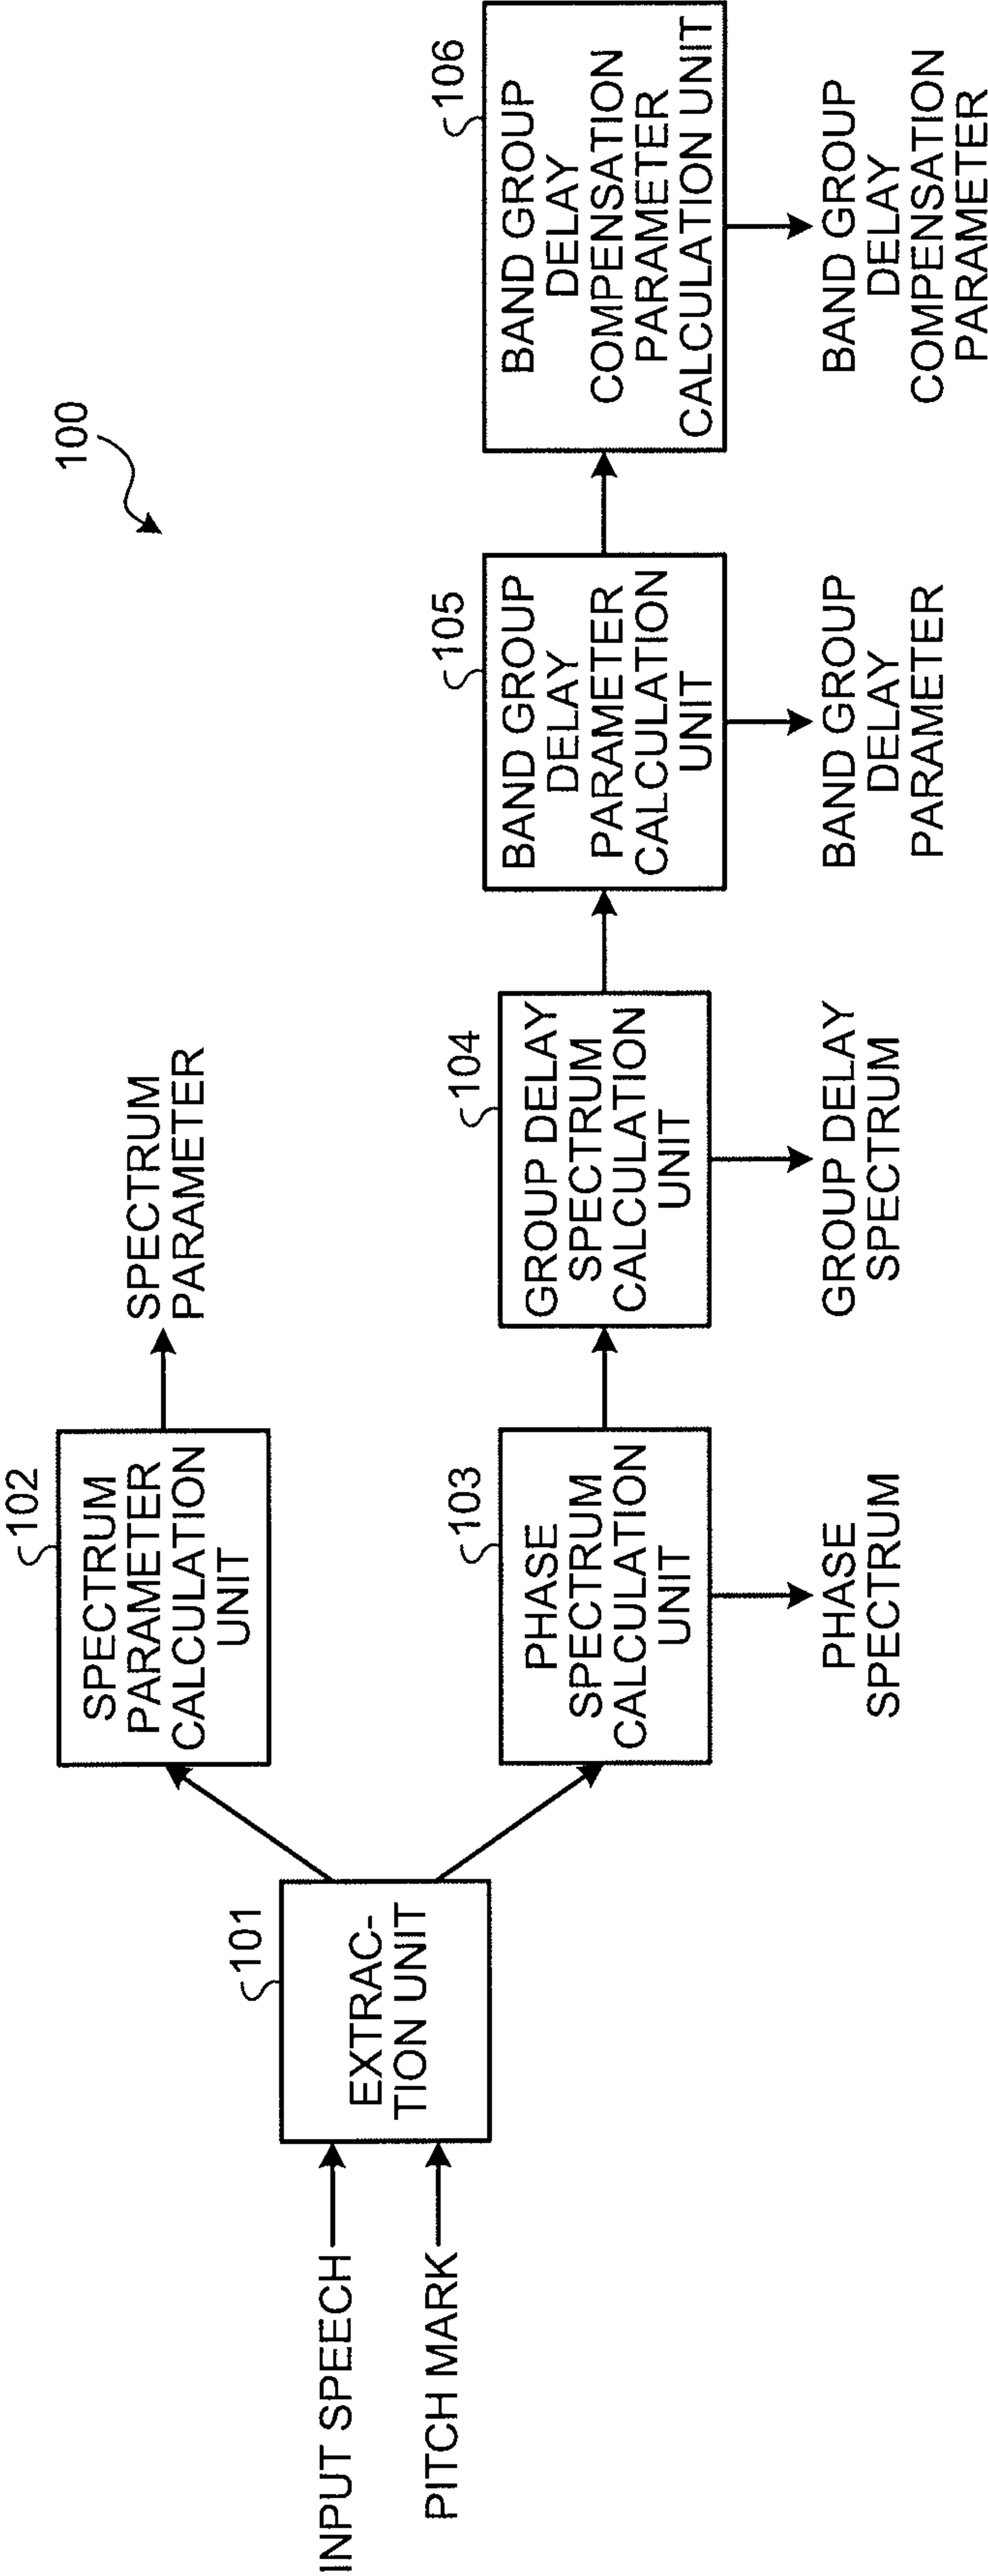 100
INPUT SPEECH
PITCH MARK
101
EXTRAC-
TION UNIT
102
SPECTRUM
PARAMETER
CALCULATION
UNIT
SPECTRUM
PARAMETER
103
PHASE
SPECTRUM
CALCULATION
UNIT
PHASE
SPECTRUM
104
GROUP DELAY
SPECTRUM
CALCULATION
UNIT
GROUP DELAY
SPECTRUM
105
BAND GROUP
DELAY
PARAMETER
CALCULATION
UNIT
BAND GROUP
DELAY
PARAMETER
106
BAND GROUP
DELAY
COMPENSATION
PARAMETER
CALCULATION UNIT
BAND GROUP
DELAY
COMPENSATION
PARAMETER